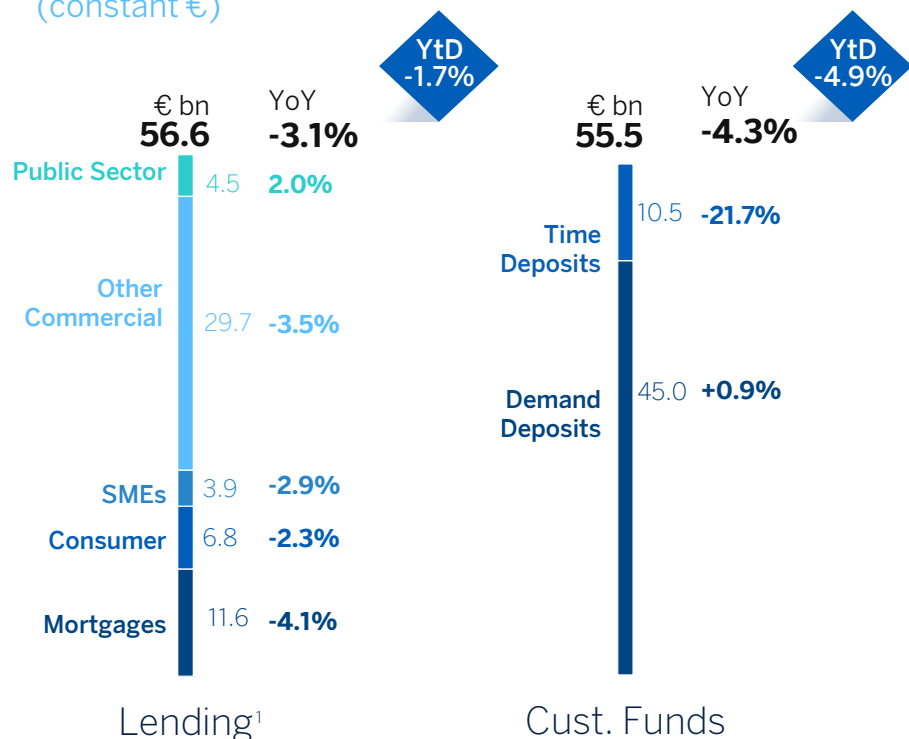 (constant €)
YtD
-1.7%
€ bn
56.6
YoY
-3.1%
Public Sector
4.5
2.0%
Other
Commercial
29.7
-3.5%
SMEs
3.9
-2.9%
Consumer
6.8
-2.3%
Mortgages
11.6
-4.1%
Lending¹
YtD
-4.9%
€ bn
55.5
YoY
-4.3%
Time
Deposits
10.5
-21.7%
Demand
Deposits
45.0
+0.9%
Cust. Funds